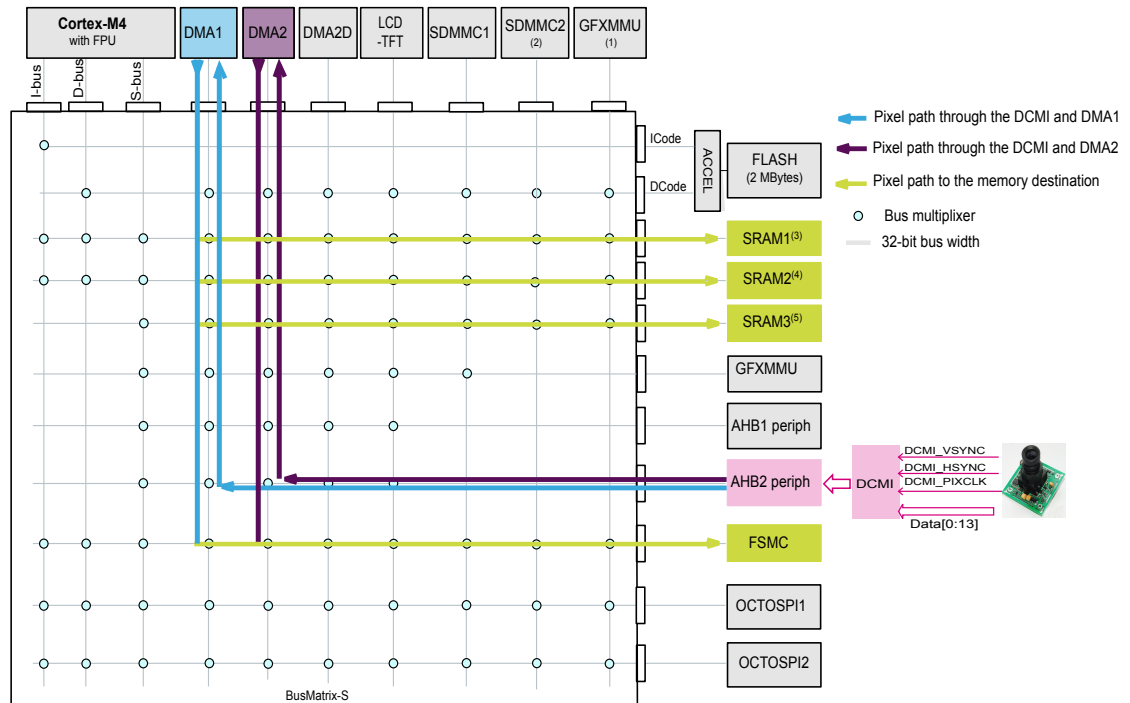 Cortex-M4
with FPU
DMA1
DMA2
DMA2D
LCD
-TFT
SDMMC1
SDMMC2
(2)
GFXMMU
(1)
I-bus
D-bus
S-bus
ICode
DCode
ACCEL
FLASH
(2 MBytes)
SRAM1(3)
SRAM2(4)
SRAM3(5)
GFXMMU
AHB1 periph
AHB2 periph
FSMC
OCTOSPI1
OCTOSPI2
BusMatrix-S
Pixel path through the DCMI and DMA1
Pixel path through the DCMI and DMA2
Pixel path to the memory destination
Bus multiplixer
32-bit bus width
DCMI
DCMI_VSYNC
DCMI_HSYNC
DCMI_PIXCLK
Data[0:13]